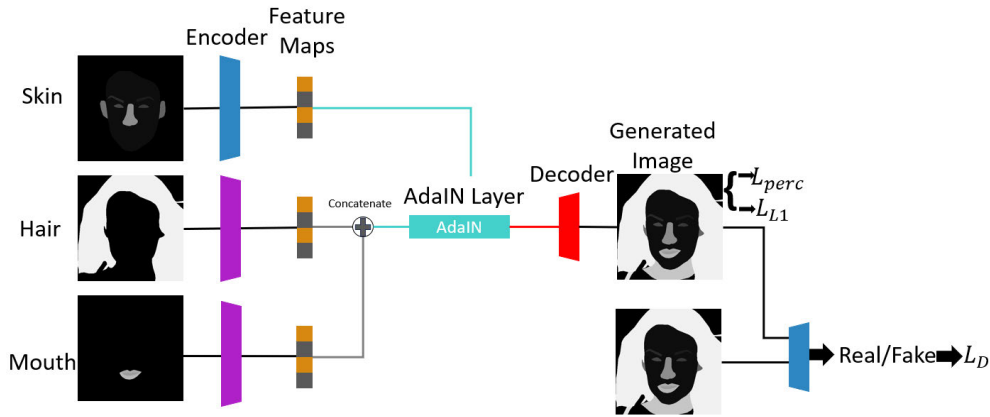 Feature
Maps
Encoder
Skin
Generated
Image
Decoder
L_perc
L_L1
Concatenate
AdaIN Layer
AdaIN
Hair
Mouth
Real/Fake
L_D